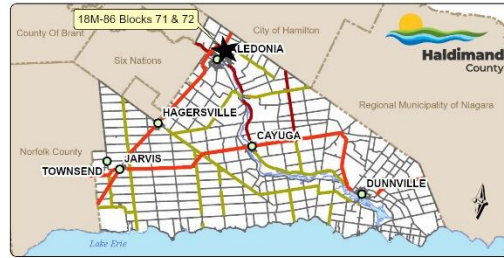 18M-86 Blocks 71 & 72
City Of Hamilton
County Of Brant
LEDONIA
Six Nations
Haldimand
County
Regional Municipality of Niagara
HAGERSVILLE
CAYUGA
Norfolk County
JARVIS
TOWNSEND
DUNNVILLE
Lake Erie